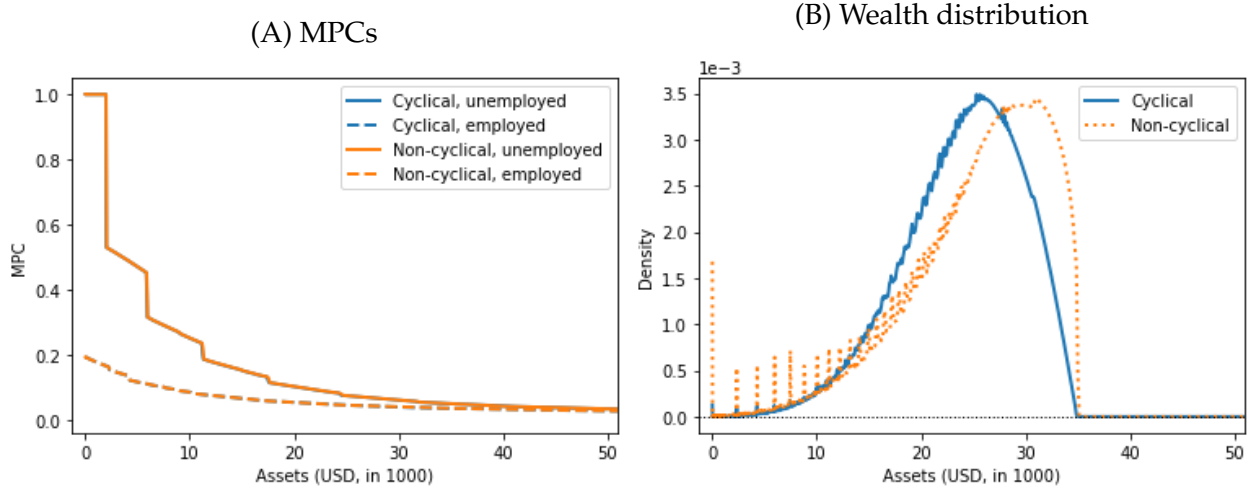 (A) MPCs
1.0
0.8
0.6
0.4
0.2
0.0
MPC
Cyclical, unemployed
Cyclical, employed
Non-cyclical, unemployed
Non-cyclical, employed
0 10 20 30 40 50
Assets (USD, in 1000)
(B) Wealth distribution
1e−3
3.5
3.0
2.5
2.0
1.5
1.0
0.5
0.0
Density
Cyclical
Non-cyclical
0 10 20 30 40 50
Assets (USD, in 1000)